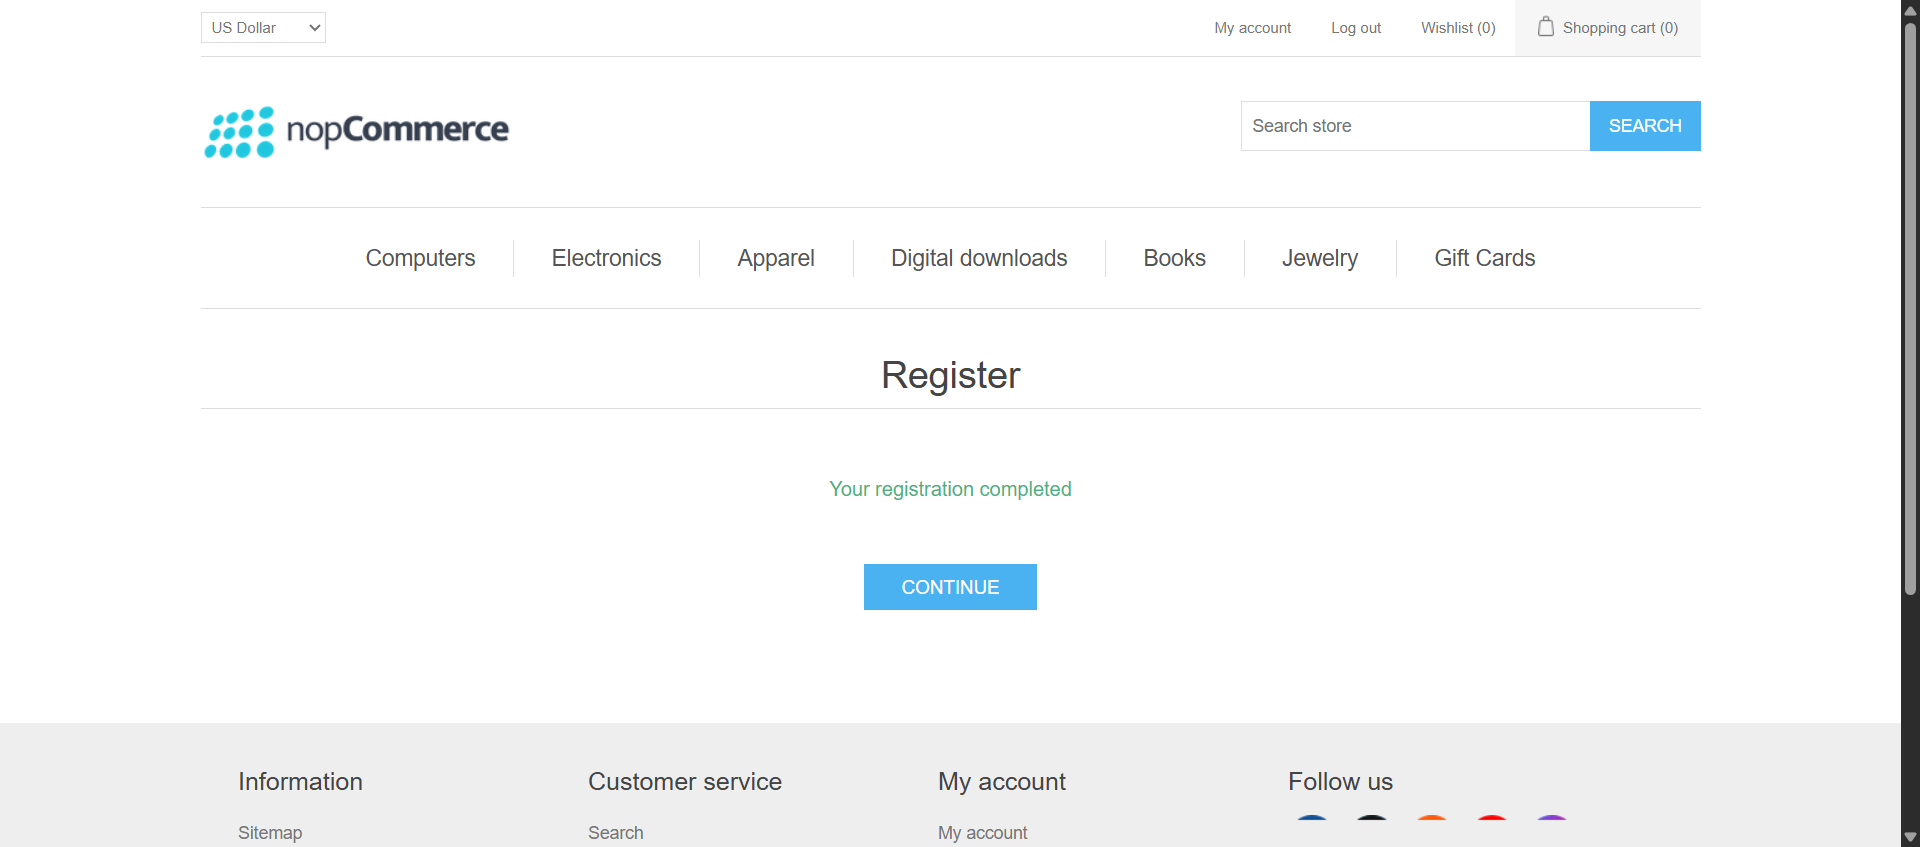 US Dollar
My account
Log out
Wishlist (0)
Shopping cart (0)
nopCommerce
Search store
SEARCH
Computers
Electronics
Apparel
Digital downloads
Books
Jewelry
Gift Cards
Register
Your registration completed
CONTINUE
Information
Customer service
My account
Follow us
Sitemap
Search
My account